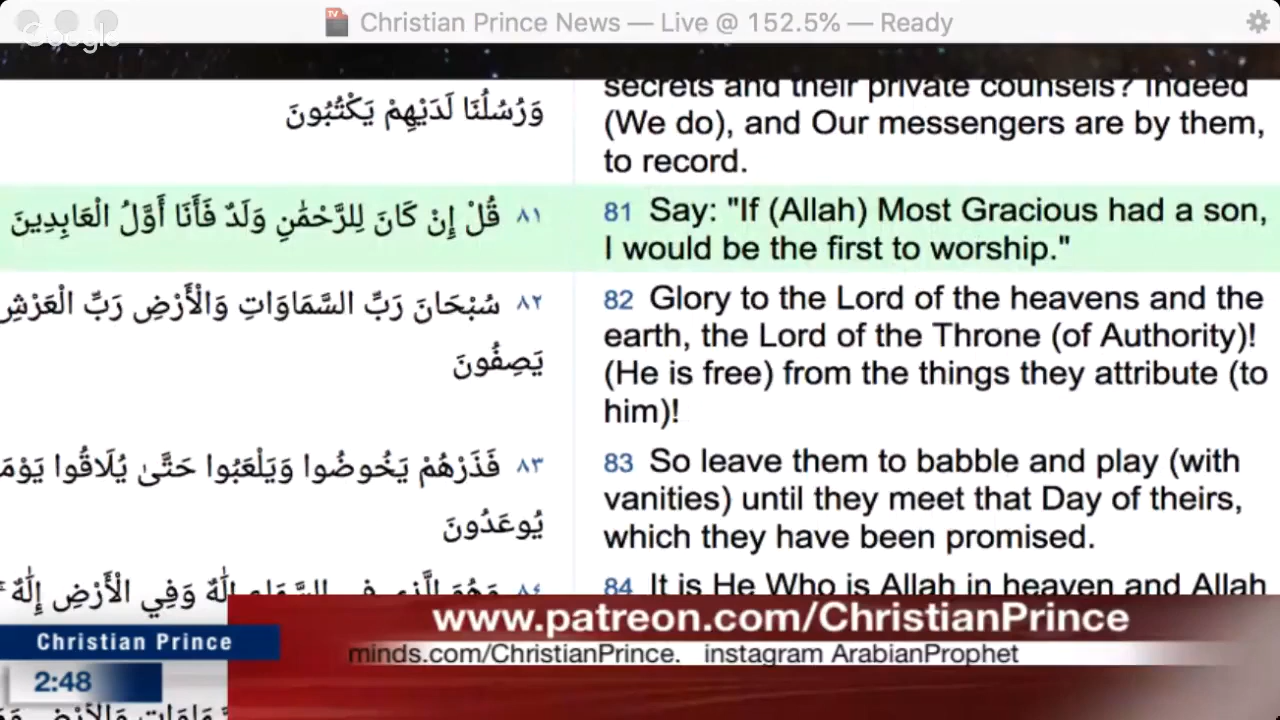 Christian Prince News — Live @ 152.5% — Ready
Google
secrets and their private counsels? Indeed
(We do), and Our messengers are by them,
to record.
وَرُسُلُنَا لَدَيْهِمْ يَكْتُبُونَ
81 Say: "If (Allah) Most Gracious had a son,
I would be the first to worship."
٨١ قُلْ إِنْ كَانَ لِلرَّحْمَٰنِ وَلَدٌ فَأَنَا أَوَّلُ الْعَابِدِينَ
82 Glory to the Lord of the heavens and the
earth, the Lord of the Throne (of Authority)!
(He is free) from the things they attribute (to
him)!
٨٢ سُبْحَانَ رَبِّ السَّمَاوَاتِ وَالْأَرْضِ رَبِّ الْعَرْشِ
يَصِفُونَ
83 So leave them to babble and play (with
vanities) until they meet that Day of theirs,
which they have been promised.
٨٣ فَذَرْهُمْ يَخُوضُوا وَيَلْعَبُوا حَتَّىٰ يُلَاقُوا يَوْمَ
يُوعَدُونَ
84 It is He Who is Allah in heaven and Allah
٨٤ وَهُوَ الَّذِي فِي السَّمَاءِ إِلَٰهٌ وَفِي الْأَرْضِ إِلَٰهٌ
www.patreon.com/ChristianPrince
Christian Prince
minds.com/ChristianPrince. instagram ArabianProphet
2:48